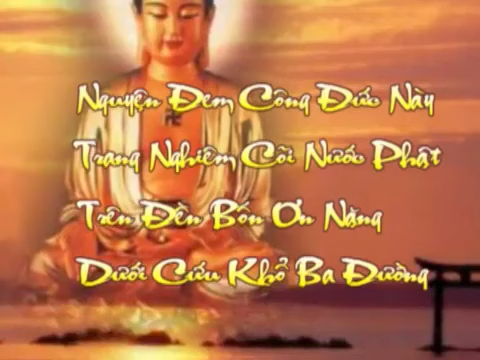 Nguyện Đem Công Đức Này
Trang Nghiêm Cõi Nước Phật
Trên Đền Bốn Ơn Nặng
Dưới Cứu Khổ Ba Đường